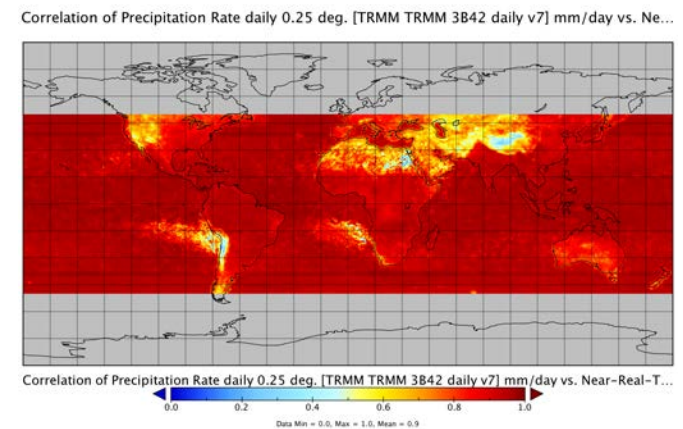 Correlation of Precipitation Rate daily 0.25 deg. [TRMM TRMM 3B42 daily v7] mm/day vs. Ne...
Correlation of Precipitation Rate daily 0.25 deg. [TRMM TRMM 3B42 daily v7] mm/day vs. Near-Real-T...
0.0 0.2 0.4 0.6 0.8 1.0
Data Min = 0.0, Max = 1.0, Mean = 0.9